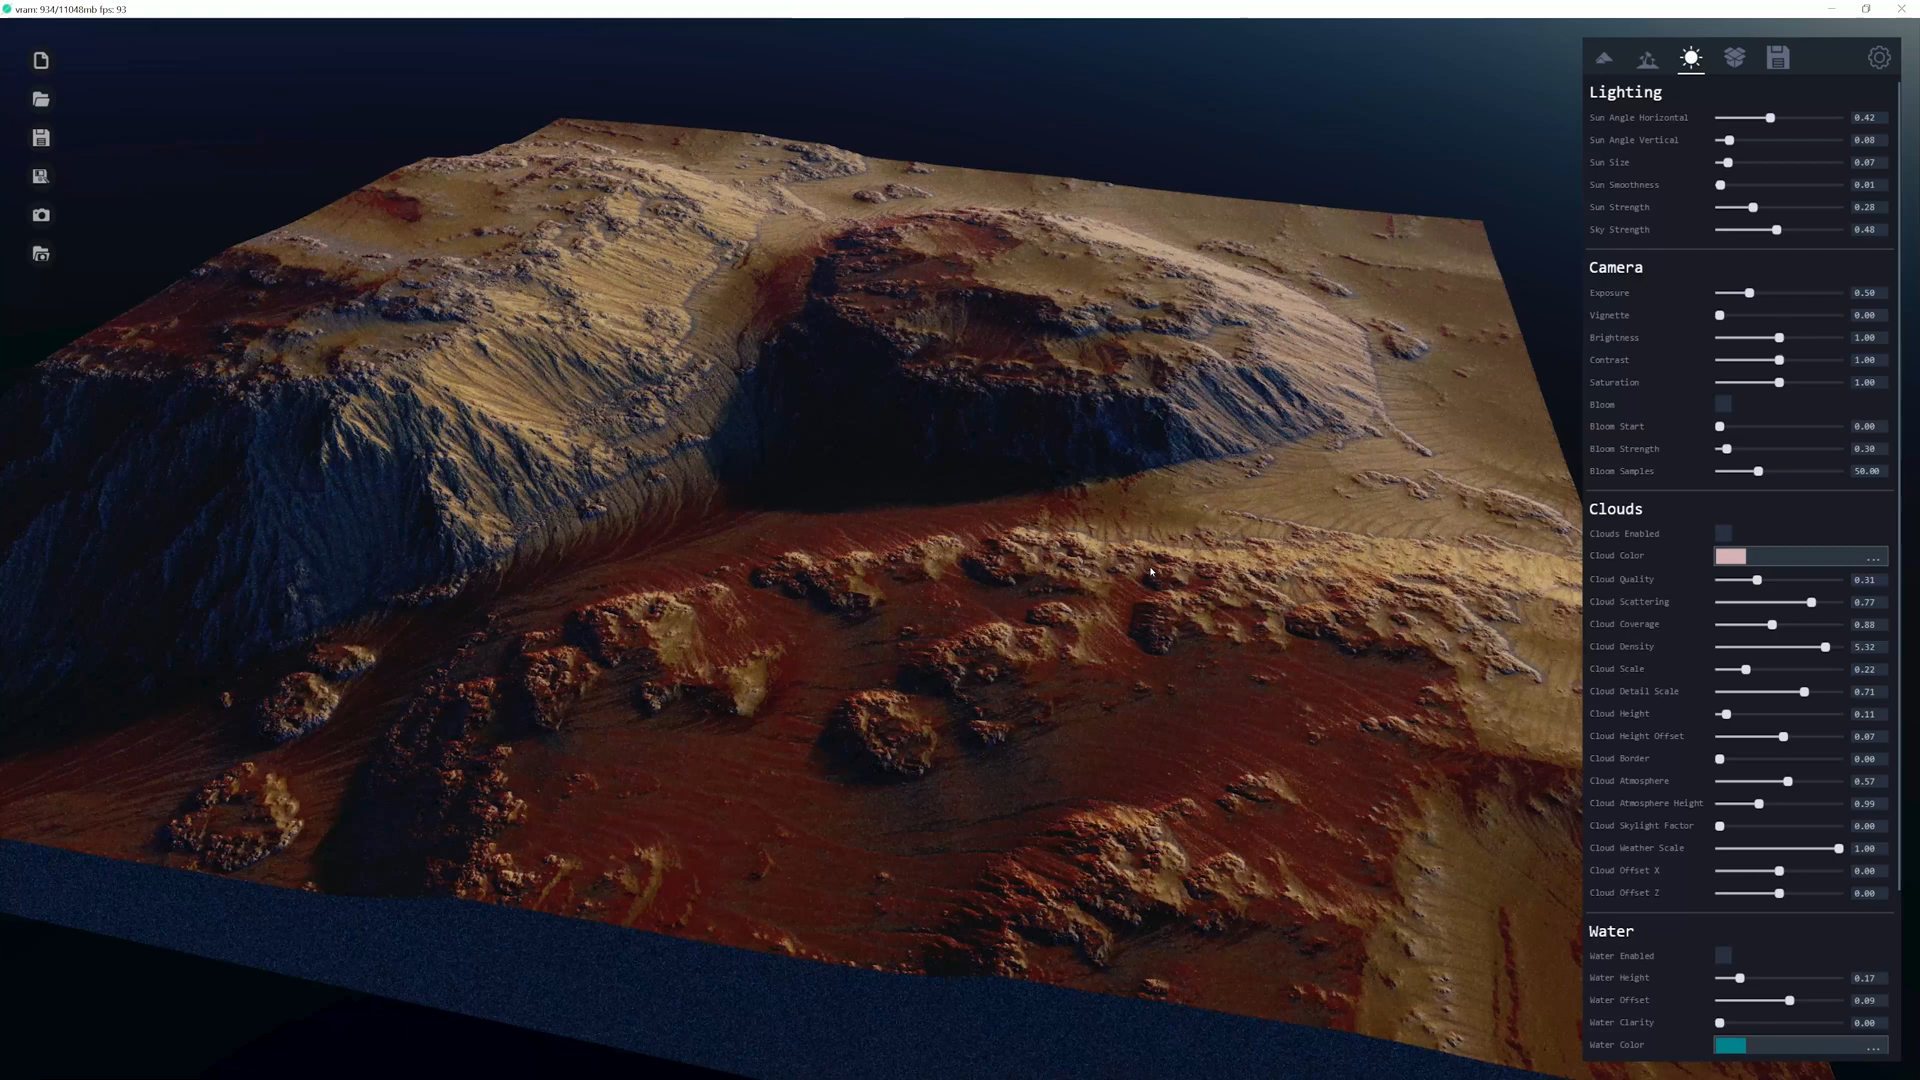 vram: 934/11048mb fps: 93
Lighting
Sun Angle Horizontal 0.42
Sun Angle Vertical 0.08
Sun Size 0.07
Sun Smoothness 0.01
Sun Strength 0.28
Sky Strength 0.48
Camera
Exposure 0.50
Vignette 0.00
Brightness 1.00
Contrast 1.00
Saturation 1.00
Bloom
Bloom Start 0.00
Bloom Strength 0.30
Bloom Samples 50.00
Clouds
Clouds Enabled
Cloud Color ...
Cloud Quality 0.31
Cloud Scattering 0.77
Cloud Coverage 0.88
Cloud Density 5.32
Cloud Scale 0.22
Cloud Detail Scale 0.71
Cloud Height 0.11
Cloud Height Offset 0.07
Cloud Border 0.00
Cloud Atmosphere 0.57
Cloud Atmosphere Height 0.99
Cloud Skylight Factor 0.00
Cloud Weather Scale 1.00
Cloud Offset X 0.00
Cloud Offset Z 0.00
Water
Water Enabled
Water Height 0.17
Water Offset 0.09
Water Clarity 0.00
Water Color ...